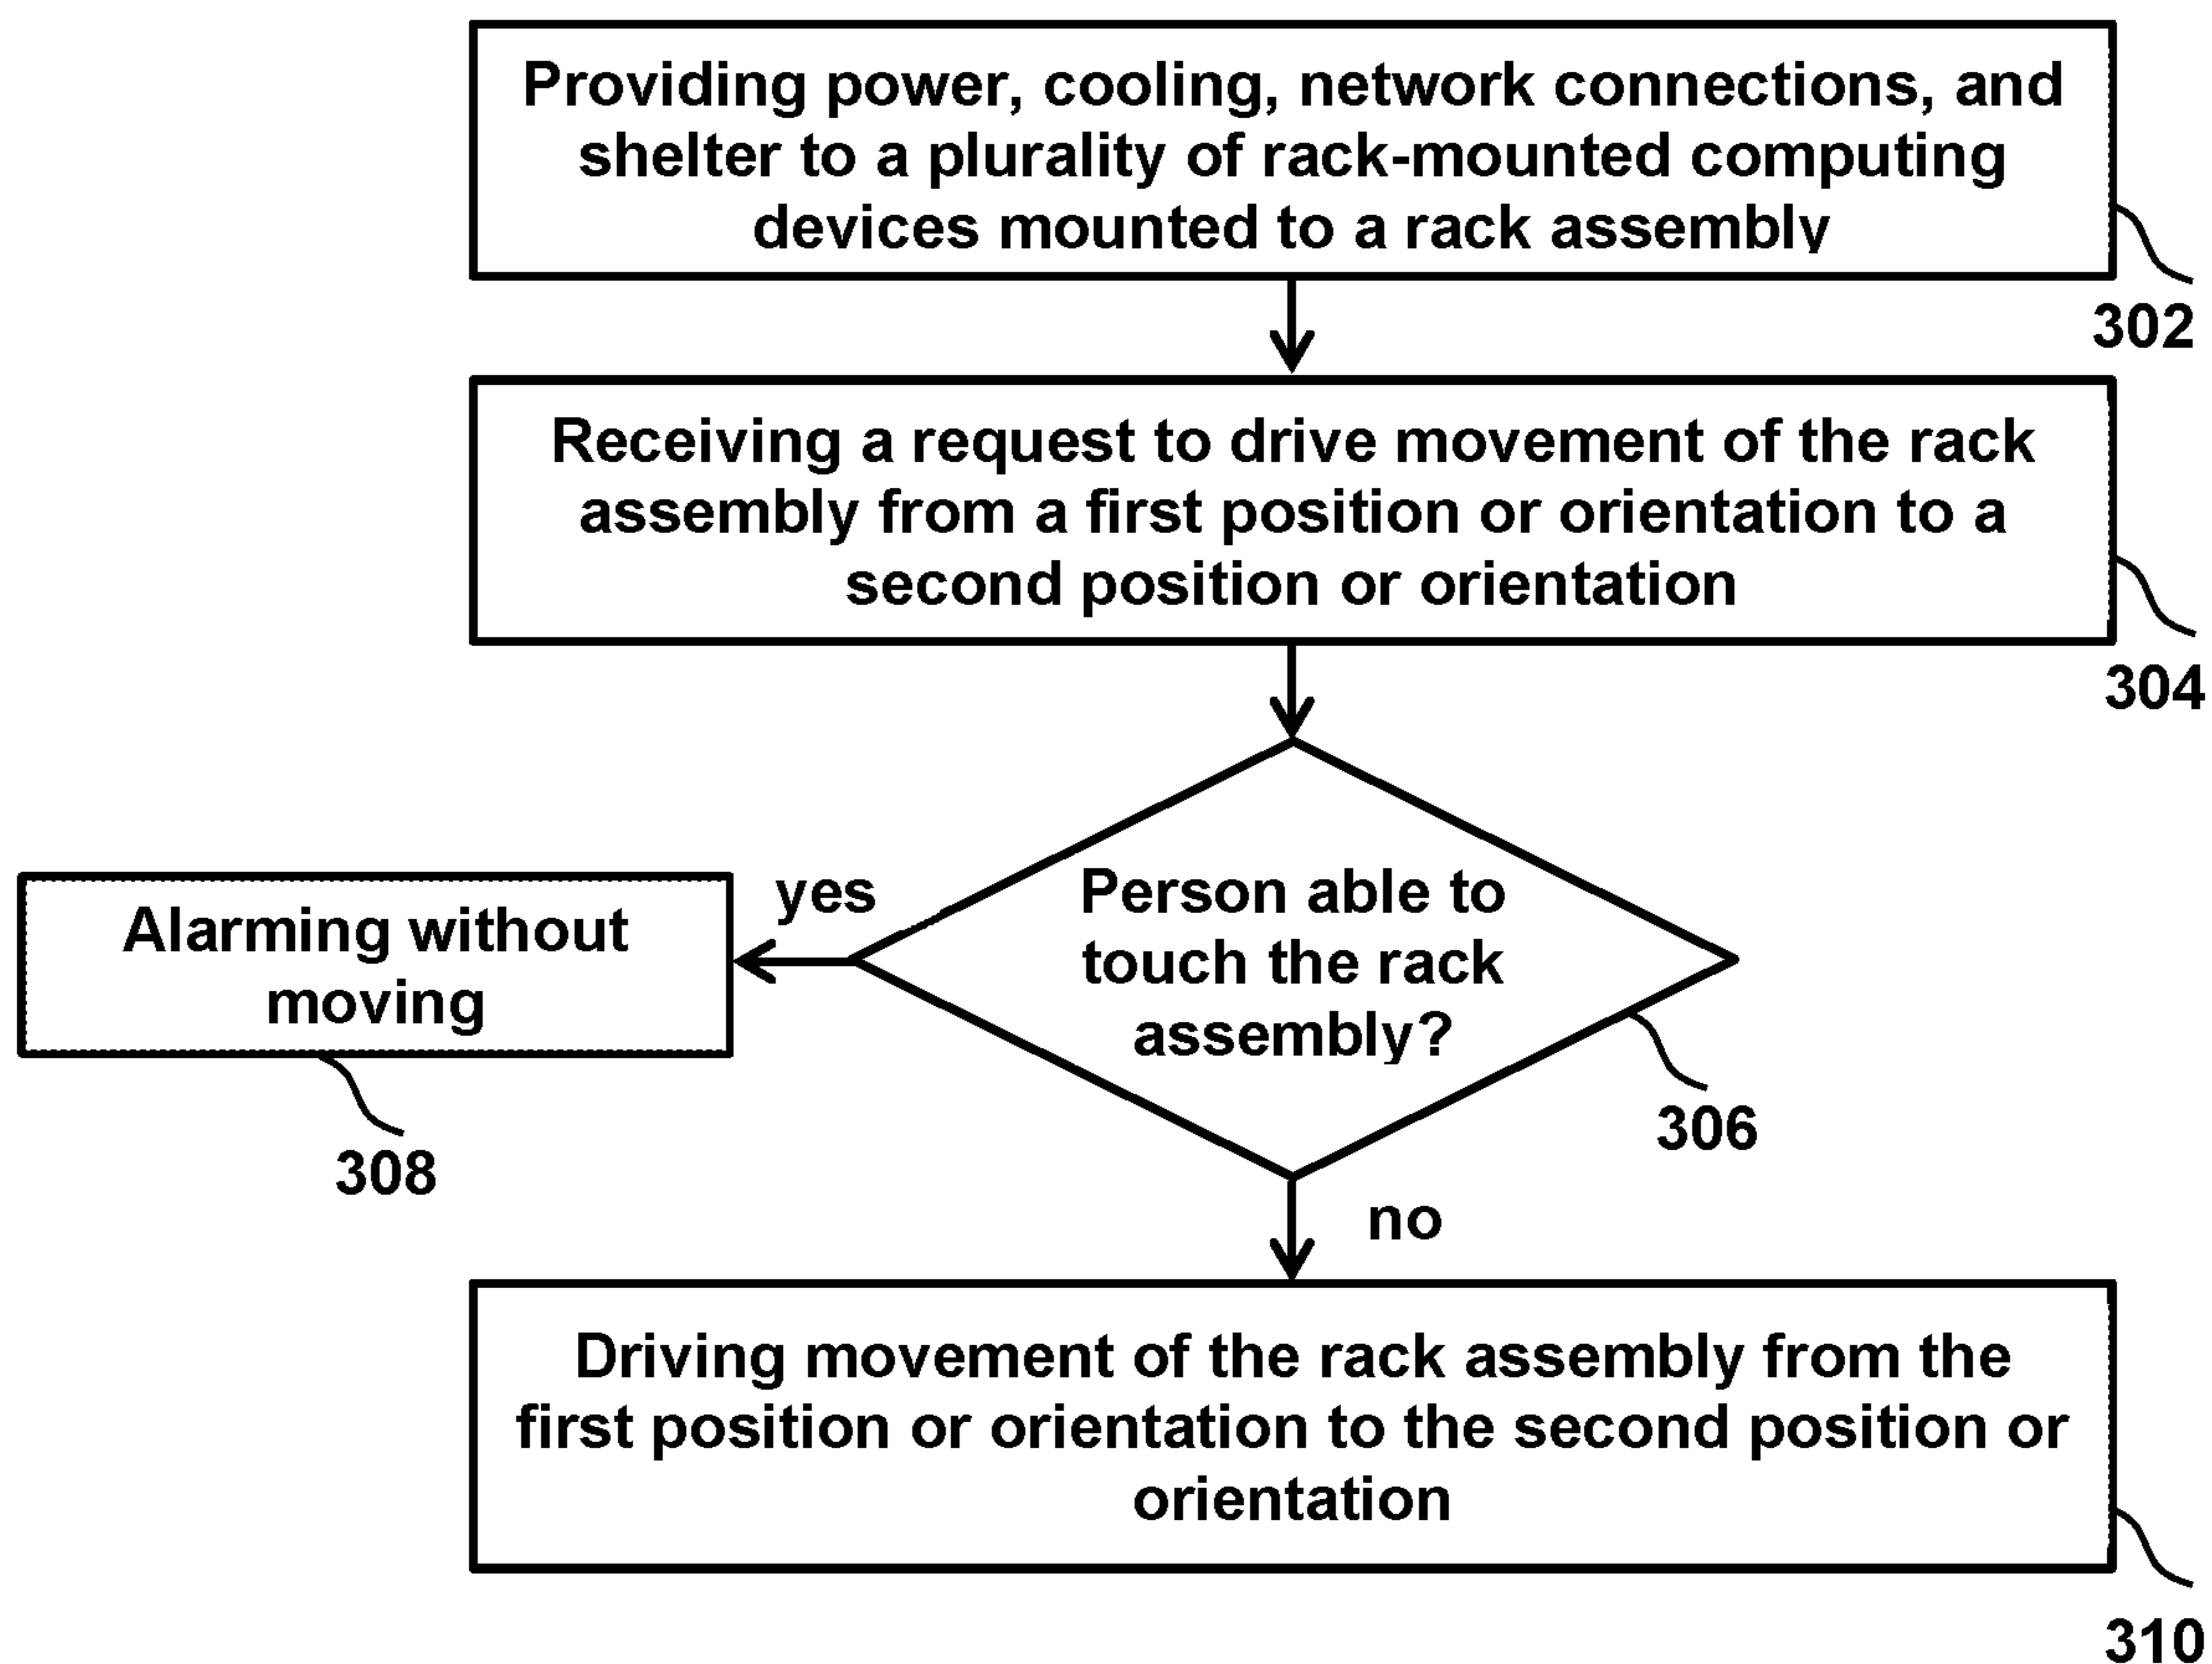 Providing power, cooling, network connections, and
shelter to a plurality of rack-mounted computing
devices mounted to a rack assembly
302
Receiving a request to drive movement of the rack
assembly from a first position or orientation to a
second position or orientation
304
Person able to
touch the rack
assembly?
306
yes
Alarming without
moving
308
no
Driving movement of the rack assembly from the
first position or orientation to the second position or
orientation
310